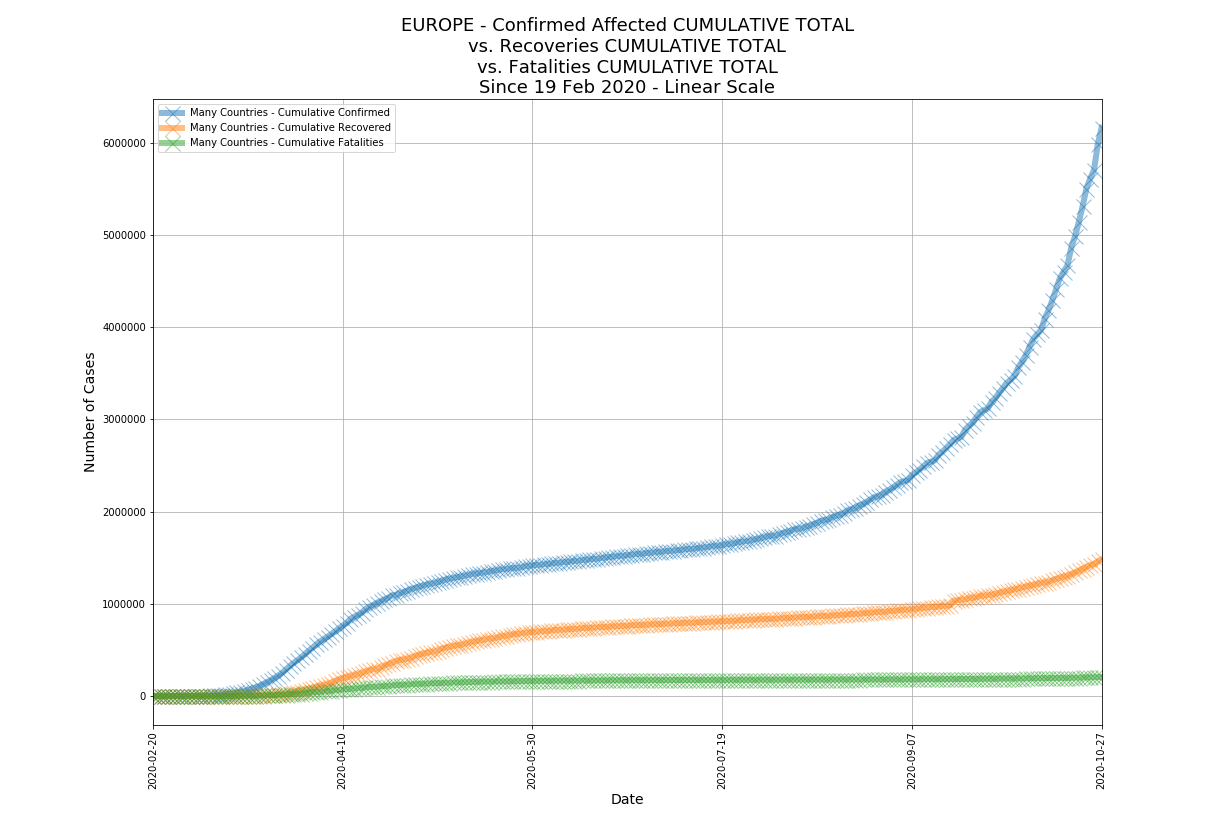 EUROPE - Confirmed Affected CUMULATIVE TOTAL
vs. Recoveries CUMULATIVE TOTAL
vs. Fatalities CUMULATIVE TOTAL
Since 19 Feb 2020 - Linear Scale
Many Countries - Cumulative Confirmed
Many Countries - Cumulative Recovered
Many Countries - Cumulative Fatalities
6000000
5000000
4000000
3000000
2000000
1000000
0
Number of Cases
2020-02-20
2020-04-10
2020-05-30
2020-07-19
2020-09-07
2020-10-27
Date